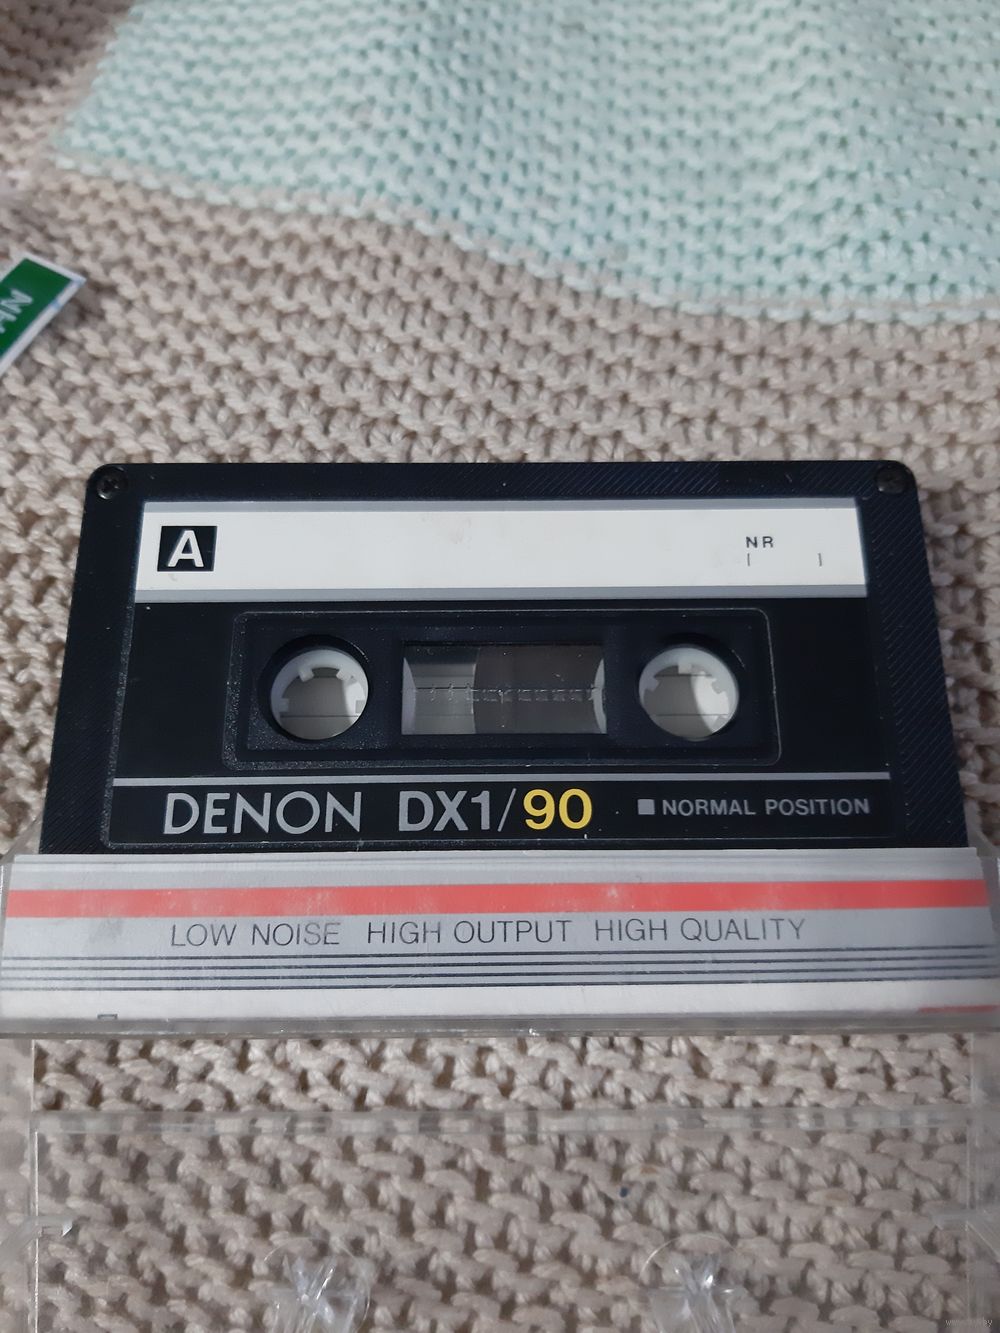 A
NR
DENON DX1/90 NORMAL POSITION
LOW NOISE HIGH OUTPUT HIGH QUALITY